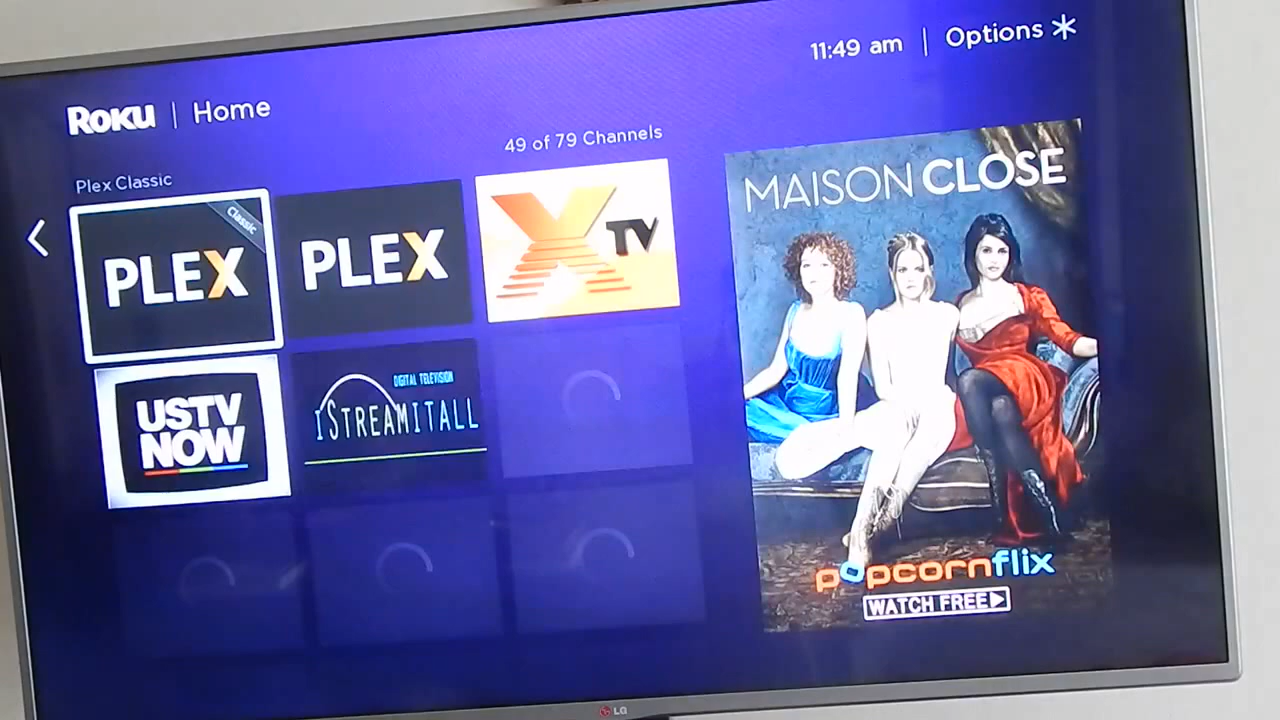 11:49 am | Options *
Roku | Home
49 of 79 Channels
Plex Classic
PLEX
Classic
PLEX
X TV
MAISON CLOSE
USTV
NOW
DIGITAL TELEVISION
iSTREAMITALL
popcornflix
WATCH FREE
LG